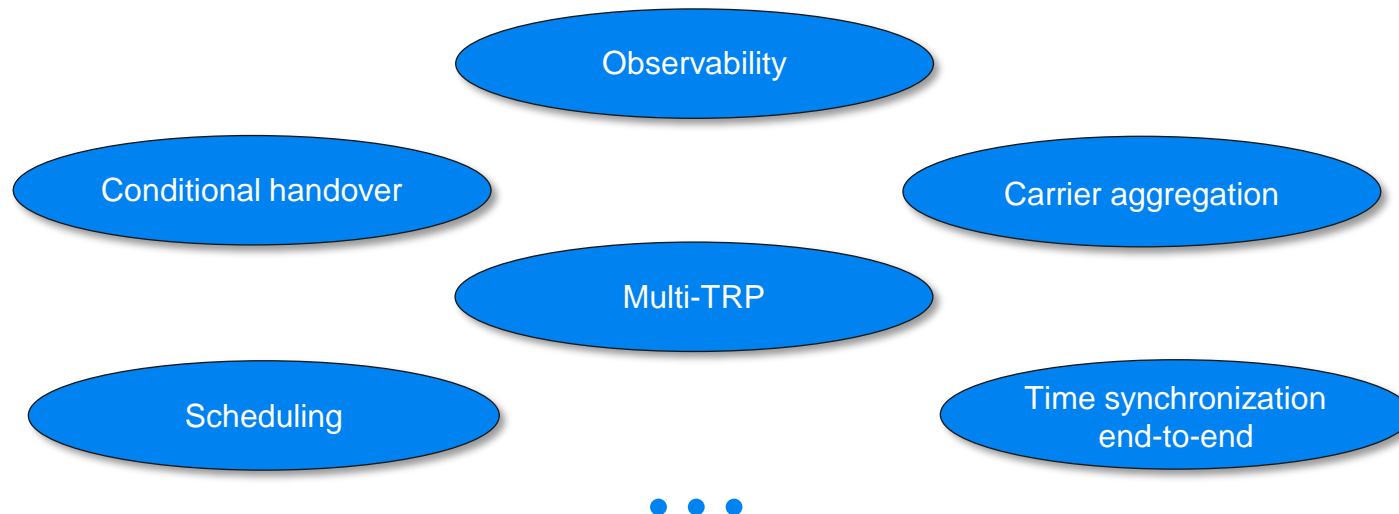 Observability
Conditional handover
Carrier aggregation
Multi-TRP
Scheduling
Time synchronization
end-to-end